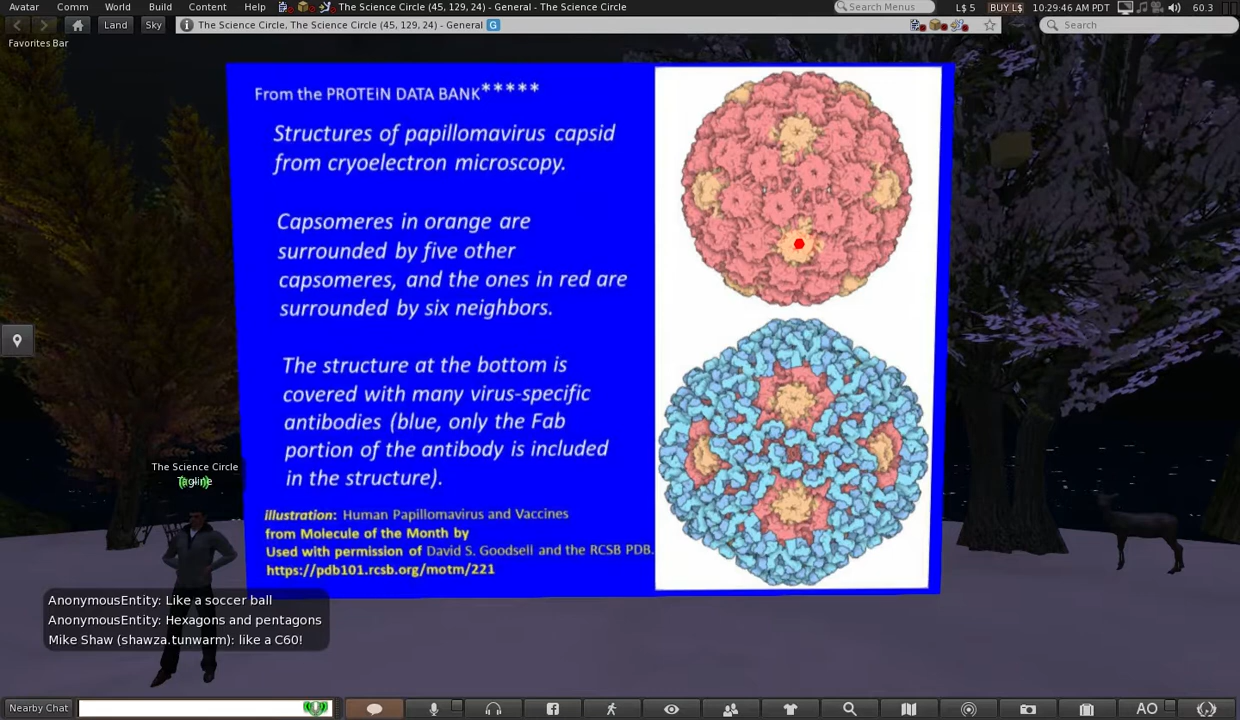 Avatar Comm World Build Content Help The Science Circle (45, 129, 24) - General - The Science Circle Search Menus L$ 5 BUY L$ 10:29:46 AM PDT 60.3
Land Sky The Science Circle, The Science Circle (45, 129, 24) - General G Search
Favorites Bar
From the PROTEIN DATA BANK*****
Structures of papillomavirus capsid
from cryoelectron microscopy.
Capsomeres in orange are
surrounded by five other
capsomeres, and the ones in red are
surrounded by six neighbors.
The structure at the bottom is
covered with many virus-specific
antibodies (blue, only the Fab
portion of the antibody is included
in the structure).
illustration: Human Papillomavirus and Vaccines
from Molecule of the Month by
Used with permission of David S. Goodsell and the RCSB PDB.
https://pdb101.rcsb.org/motm/221
The Science Circle
Tagline
AnonymousEntity: Like a soccer ball
AnonymousEntity: Hexagons and pentagons
Mike Shaw (shawza.tunwarm): like a C60!
Nearby Chat AO